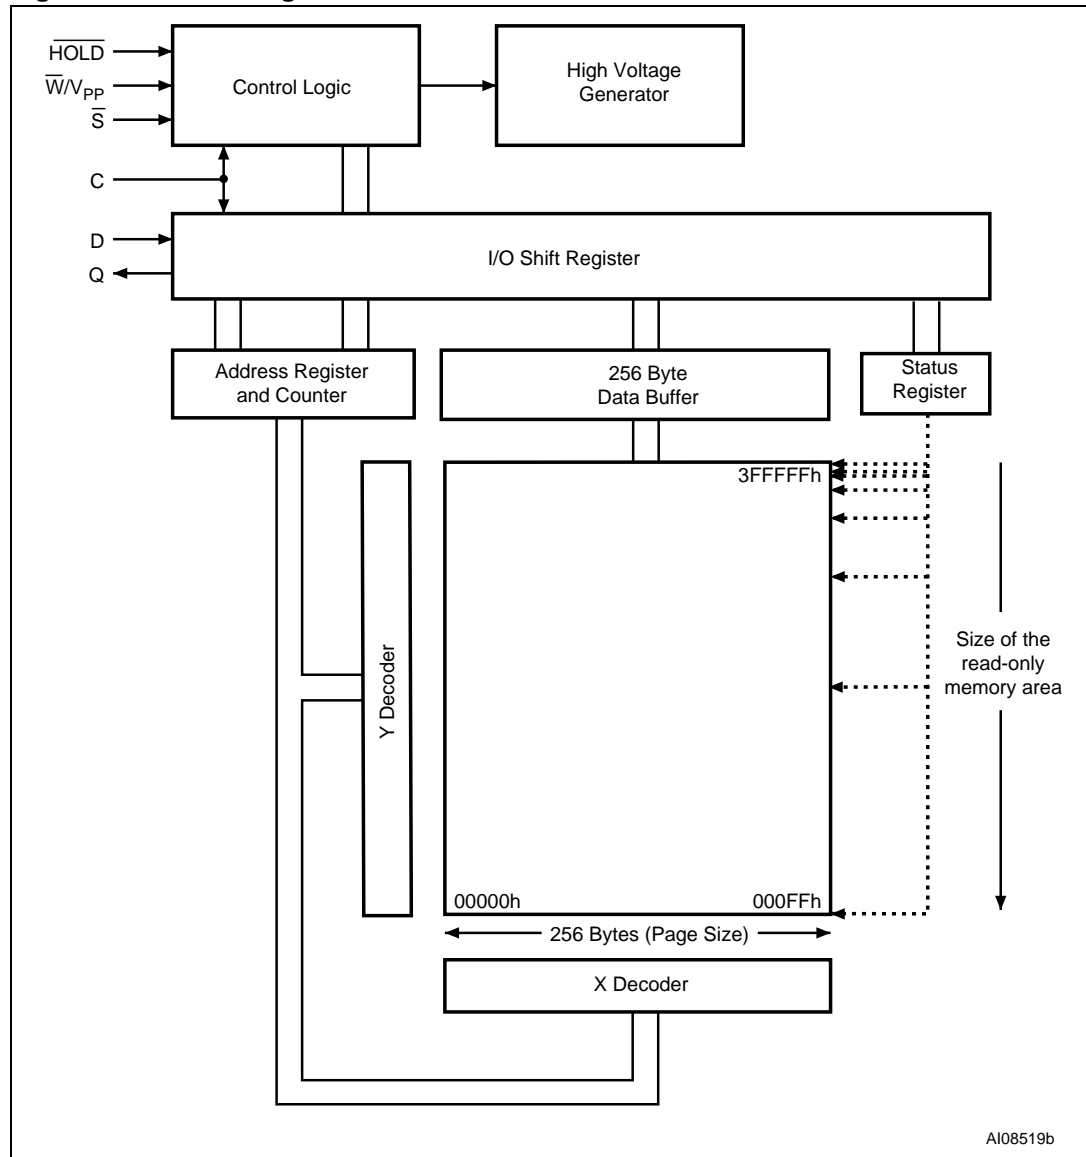 HOLD
W/VPP
S
C
D
Q
Control Logic
High Voltage
Generator
I/O Shift Register
Address Register
and Counter
256 Byte
Data Buffer
Status
Register
3FFFFFh
Y Decoder
Size of the
read-only
memory area
00000h
000FFh
256 Bytes (Page Size)
X Decoder
AI08519b